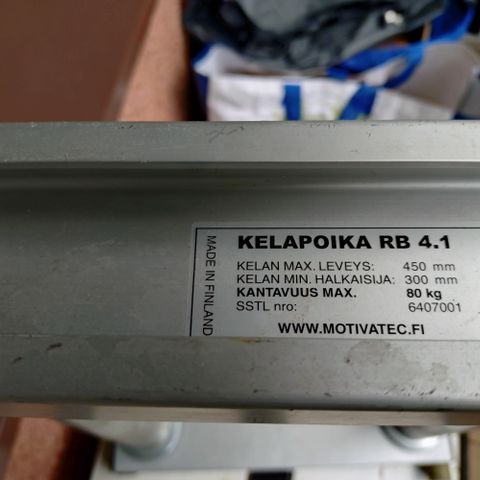 KELAPOIKA RB 4.1
KELAN MAX. LEVEYS: 450 mm
KELAN MIN. HALKAISIJA: 300 mm
KANTAVUUS MAX. 80 kg
SSTL nro: 6407001
WWW.MOTIVATEC.FI
MADE IN FINLAND